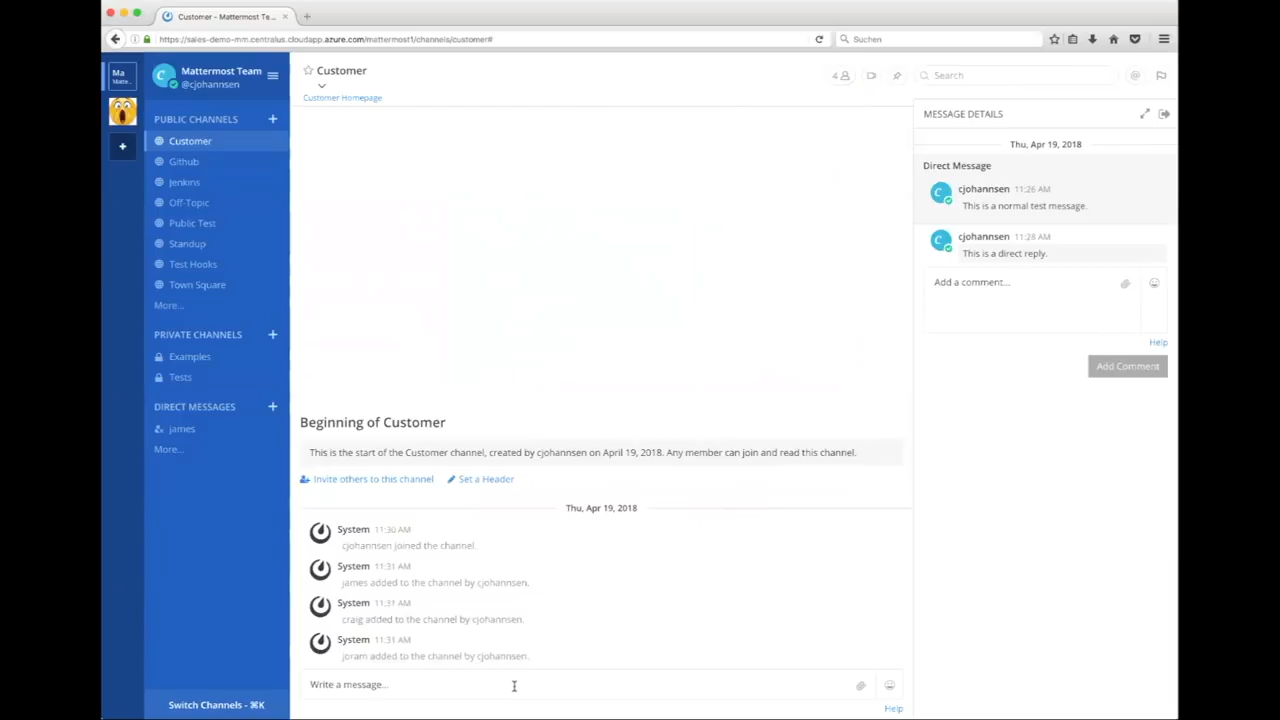 Customer - Mattermost Te...
https://sales-demo-mm.centralus.cloudapp.azure.com/mattermost1/channels/customer#
Suchen
Ma
Matte...
Mattermost Team
@cjohannsen
PUBLIC CHANNELS
Customer
Github
Jenkins
Off-Topic
Public Test
Standup
Test Hooks
Town Square
More...
PRIVATE CHANNELS
Examples
Tests
DIRECT MESSAGES
james
More...
Switch Channels - ⌘K
Customer
Customer Homepage
4
Search
Beginning of Customer
This is the start of the Customer channel, created by cjohannsen on April 19, 2018. Any member can join and read this channel.
Invite others to this channel
Set a Header
Thu, Apr 19, 2018
System 11:30 AM
cjohannsen joined the channel.
System 11:31 AM
james added to the channel by cjohannsen.
System 11:31 AM
craig added to the channel by cjohannsen.
System 11:31 AM
joram added to the channel by cjohannsen.
Write a message...
Help
MESSAGE DETAILS
Thu, Apr 19, 2018
Direct Message
cjohannsen 11:26 AM
This is a normal test message.
cjohannsen 11:28 AM
This is a direct reply.
Add a comment...
Help
Add Comment